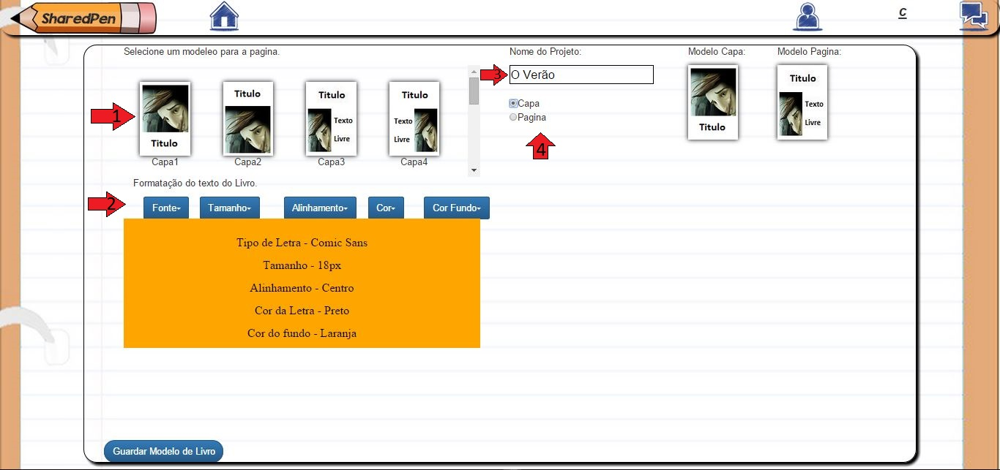 SharedPen
C
Selecione um modeleo para a pagina.
Nome do Projeto:
Modelo Capa:
Modelo Pagina:
1
Titulo
Capa1
Titulo
Capa2
Titulo
Texto
Livre
Capa3
Titulo
Texto
Livre
Capa4
3
O Verão
Capa
Pagina
4
Titulo
Titulo
Texto
Livre
Formatação do texto do Livro.
2
Fonte
Tamanho
Alinhamento
Cor
Cor Fundo
Tipo de Letra - Comic Sans
Tamanho - 18px
Alinhamento - Centro
Cor da Letra - Preto
Cor do fundo - Laranja
Guardar Modelo de Livro